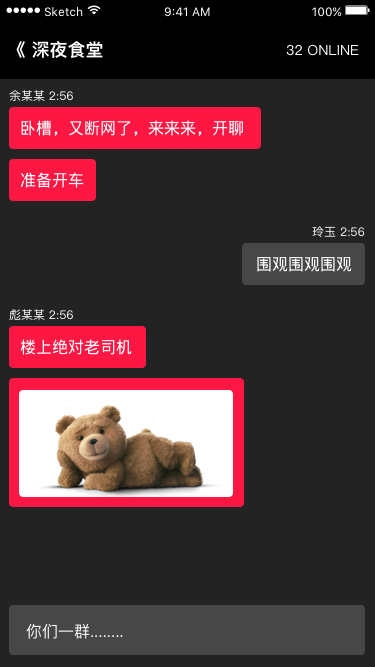 Sketch 9:41 AM 100%
《 深夜食堂 32 ONLINE
余某某 2:56
卧槽，又断网了，来来来，开聊
准备开车
玲玉 2:56
围观围观围观
彪某某 2:56
楼上绝对老司机
你们一群........